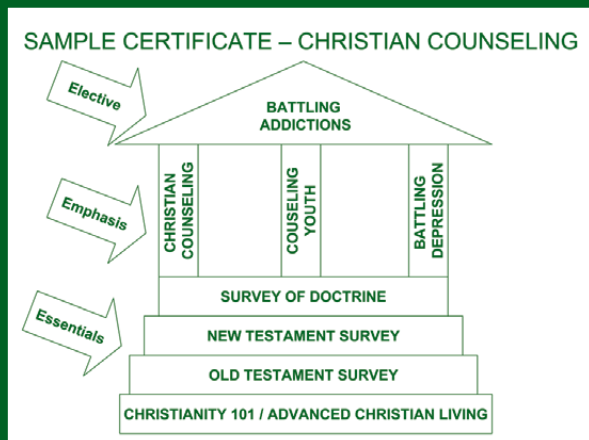 SAMPLE CERTIFICATE – CHRISTIAN COUNSELING
Elective
BATTLING
ADDICTIONS
Emphasis
CHRISTIAN
COUNSELING
COUSELING
YOUTH
BATTLING
DEPRESSION
Essentials
SURVEY OF DOCTRINE
NEW TESTAMENT SURVEY
OLD TESTAMENT SURVEY
CHRISTIANITY 101 / ADVANCED CHRISTIAN LIVING